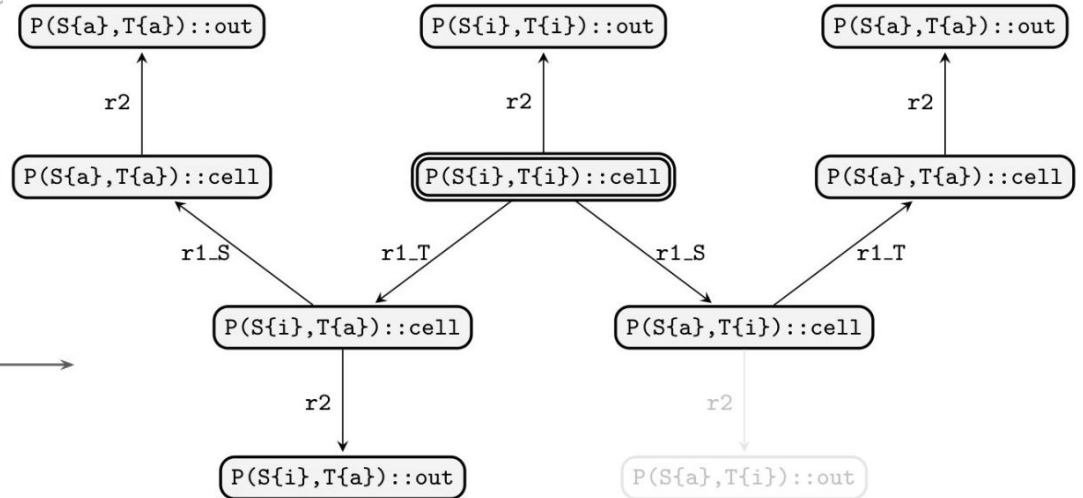 P(S{a},T{a})::out P(S{i},T{i})::out P(S{a},T{a})::out
r2 r2 r2
P(S{a},T{a})::cell P(S{i},T{i})::cell P(S{a},T{a})::cell
r1_S r1_T r1_S r1_T
P(S{i},T{a})::cell P(S{a},T{i})::cell
r2 r2
P(S{i},T{a})::out P(S{a},T{i})::out